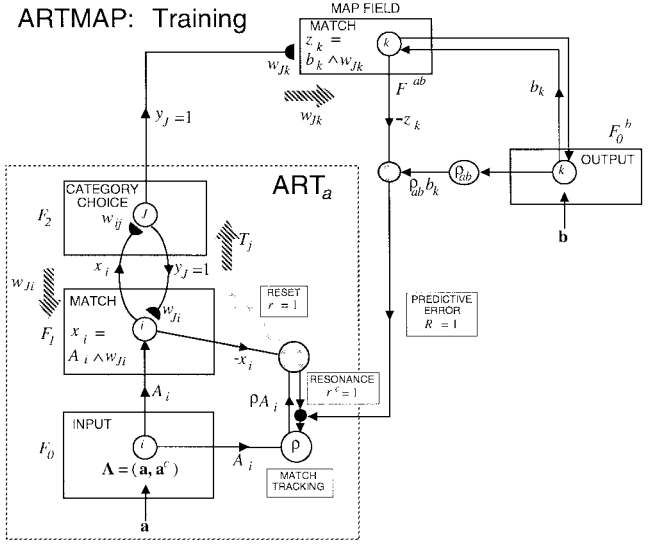 ARTMAP: Training
MAP FIELD
MATCH
z_k =
b_k ∧ w_Jk
k
w_Jk
w_Jk
F^ab
b_k
y_J = 1
-z_k
F_0^b
OUTPUT
k
ρ_ab
ρ_ab b_k
b
ART_a
CATEGORY
CHOICE
F_2
w_ij
J
T_j
x_i
y_J = 1
w_Ji
w_Ji
MATCH
F_1
i
x_i =
A_i ∧ w_Ji
RESET
r = 1
-x_i
PREDICTIVE
ERROR
R = 1
RESONANCE
r^c = 1
A_i
ρA_i
INPUT
F_0
i
A = (a, a^c)
A_i
ρ
MATCH
TRACKING
a